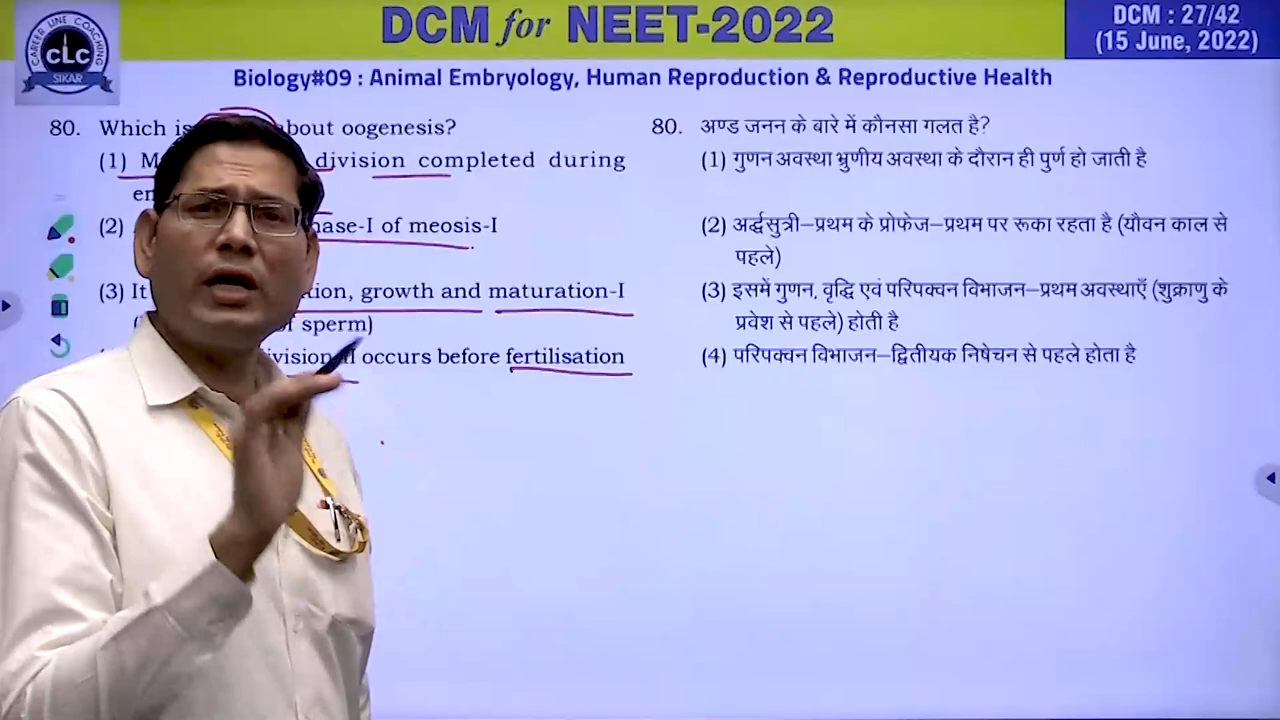 DCM for NEET-2022
DCM : 27/42
(15 June, 2022)
CAREER LINE COACHING
CLC
SIKAR
Biology#09 : Animal Embryology, Human Reproduction & Reproductive Health
80. Which is about oogenesis?
(1) division completed during
(2) hase-I of meosis-I
(3) It growth and maturation-I
sperm)
occurs before fertilisation
80. अण्ड जनन के बारे में कौनसा गलत है?
(1) गुणन अवस्था भ्रुणीय अवस्था के दौरान ही पुर्ण हो जाती है
(2) अर्द्धसुत्री–प्रथम के प्रोफेज–प्रथम पर रूका रहता है (यौवन काल से
पहले)
(3) इसमें गुणन, वृद्धि एवं परिपक्वन विभाजन–प्रथम अवस्थाएँ (शुक्राणु के
प्रवेश से पहले) होती है
(4) परिपक्वन विभाजन–द्वितीयक निषेचन से पहले होता है